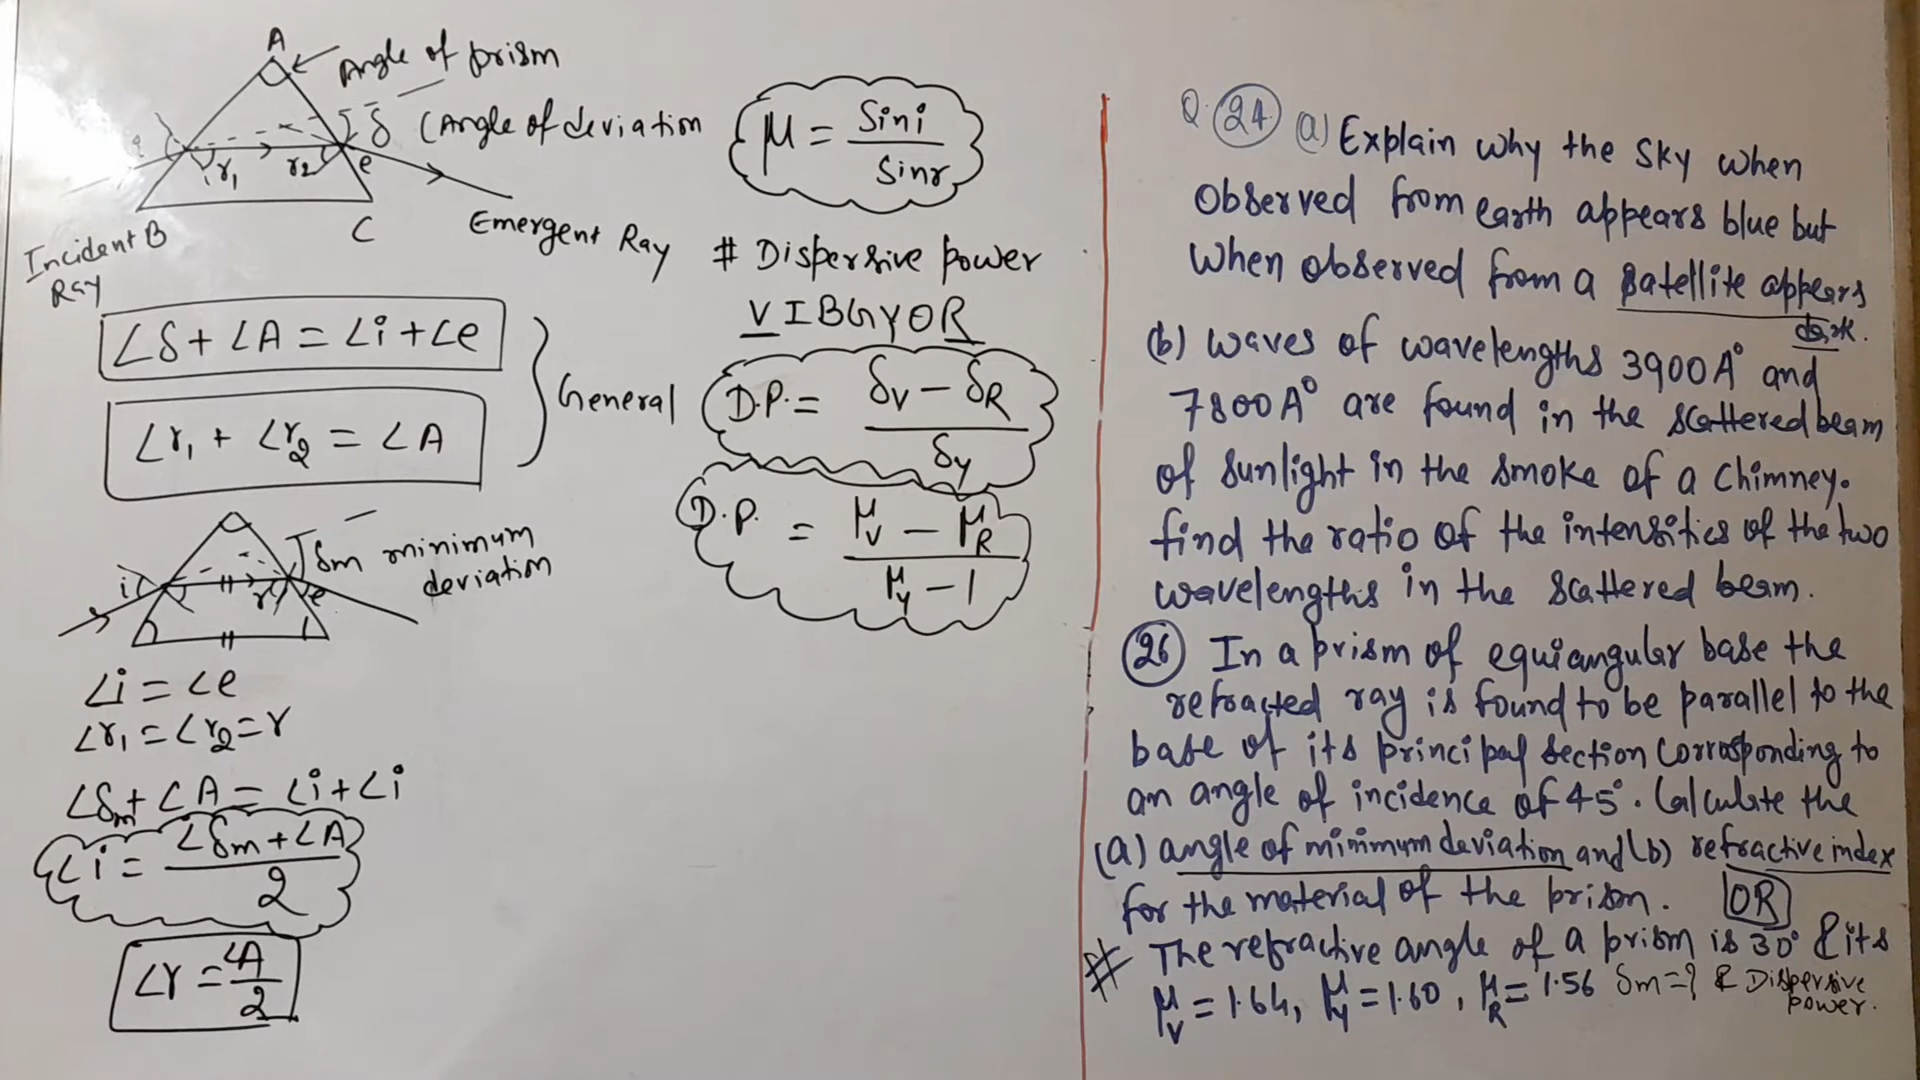 A
Angle of prism
δ (Angle of deviation
i r₁ r₂ e
Incident B
Ray
C
Emergent Ray
∠δ + ∠A = ∠i + ∠e
∠r₁ + ∠r₂ = ∠A
} General
δm minimum
deviation
i r e
∠i = ∠e
∠r₁ = ∠r₂ = r
∠δm + ∠A = ∠i + ∠i
∠i = (∠δm + ∠A) / 2
∠r = ∠A / 2
μ = Sini / Sinr
# Dispersive power
VIBGYOR
D.P. = (δV − δR) / δy
D.P. = (μV − μR) / (μy − 1)
Q. 24 (a) Explain why the sky when
observed from earth appears blue but
when observed from a satellite appears
dark.
(b) waves of wavelengths 3900 A° and
7800 A° are found in the scattered beam
of sunlight in the smoke of a chimney.
find the ratio of the intensities of the two
wavelengths in the scattered beam.
26 In a prism of equiangular base the
refracted ray is found to be parallel to the
base of its principal section corrosponding to
an angle of incidence of 45°. Calculate the
(a) angle of minimum deviation and (b) refractive index
for the material of the prism. OR
# The refractive angle of a prism is 30° & its
μV = 1.64, μy = 1.60, μR = 1.56 δm = ? & Dispersive
power.